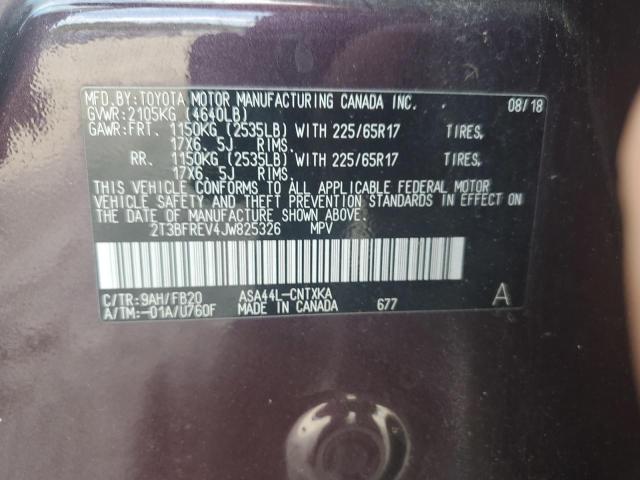 MFD.BY:TOYOTA MOTOR MANUFACTURING CANADA INC. 08/18
GVWR:2105KG (4640LB)
GAWR:FRT. 1150KG (2535LB) WITH 225/65R17 TIRES,
17X6. 5J RIMS.
RR. 1150KG (2535LB) WITH 225/65R17 TIRES,
17X6. 5J RIMS.
THIS VEHICLE CONFORMS TO ALL APPLICABLE FEDERAL MOTOR
VEHICLE SAFETY AND THEFT PREVENTION STANDARDS IN EFFECT ON
THE DATE OF MANUFACTURE SHOWN ABOVE.
2T3BFREV4JW825326 MPV
C/TR:9AH/FB20 ASA44L-CNTXKA A
A/TM:-01A/U760F MADE IN CANADA 677